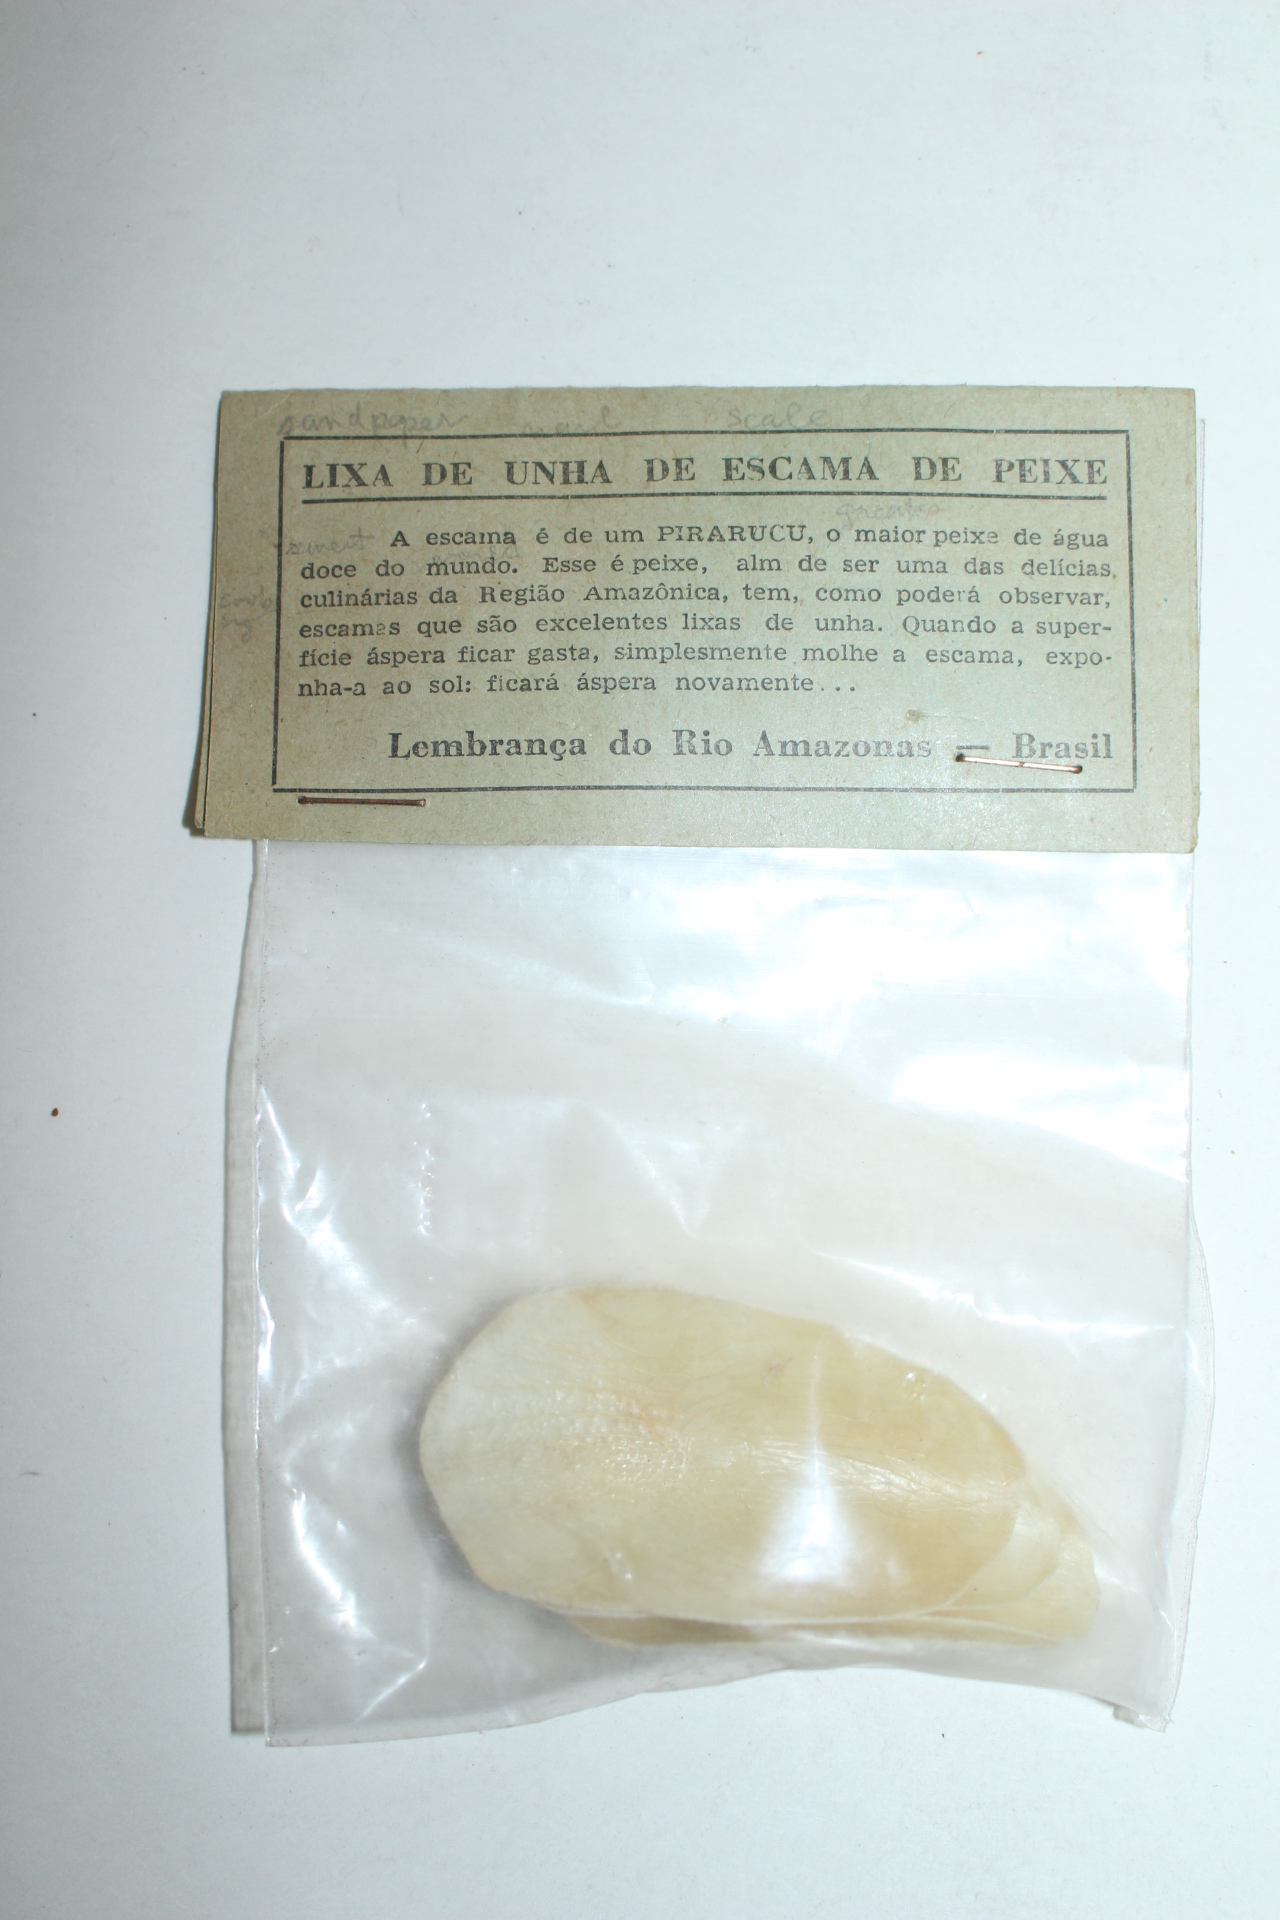 sandpaper nail scale
LIXA DE UNHA DE ESCAMA DE PEIXE
A escama é de um PIRARUCU, o maior peixe de água
doce do mundo. Esse é peixe, alm de ser uma das delícias,
culinárias da Região Amazônica, tem, como poderá observar,
escamas que são excelentes lixas de unha. Quando a super-
fície áspera ficar gasta, simplesmente molhe a escama, expo-
nha-a ao sol: ficará áspera novamente...
Lembrança do Rio Amazonas — Brasil